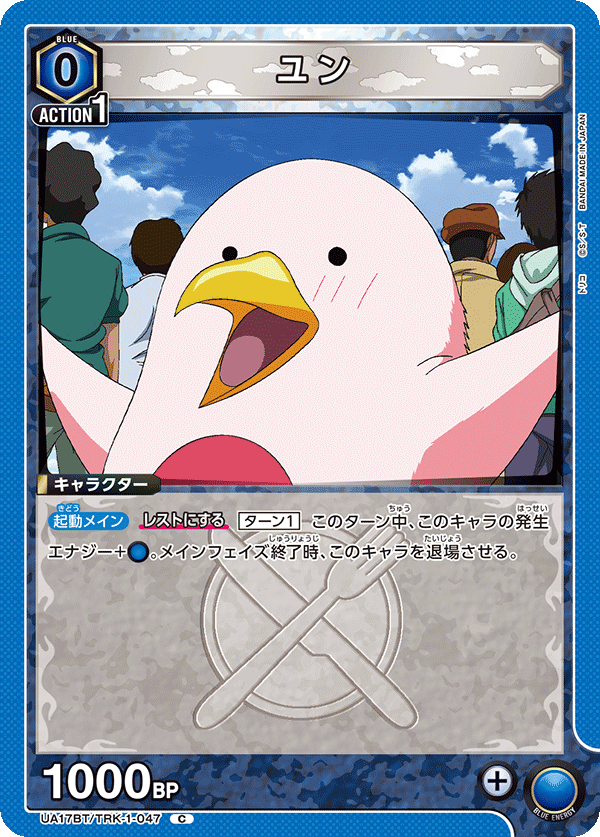 BLUE
0
ユン
ACTION 1
トリコ ©S/S・T BANDAI MADE IN JAPAN
キャラクター
起動メイン レストにする ターン1 このターン中、このキャラの発生
エナジー+。メインフェイズ終了時、このキャラを退場させる。
1000BP
+
BLUE ENERGY
UA17BT/TRK-1-047 C